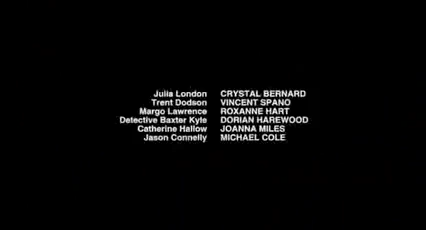 Julia London CRYSTAL BERNARD
Trent Dodson VINCENT SPANO
Margo Lawrence ROXANNE HART
Detective Baxter Kyle DORIAN HAREWOOD
Catherine Hallow JOANNA MILES
Jason Connelly MICHAEL COLE